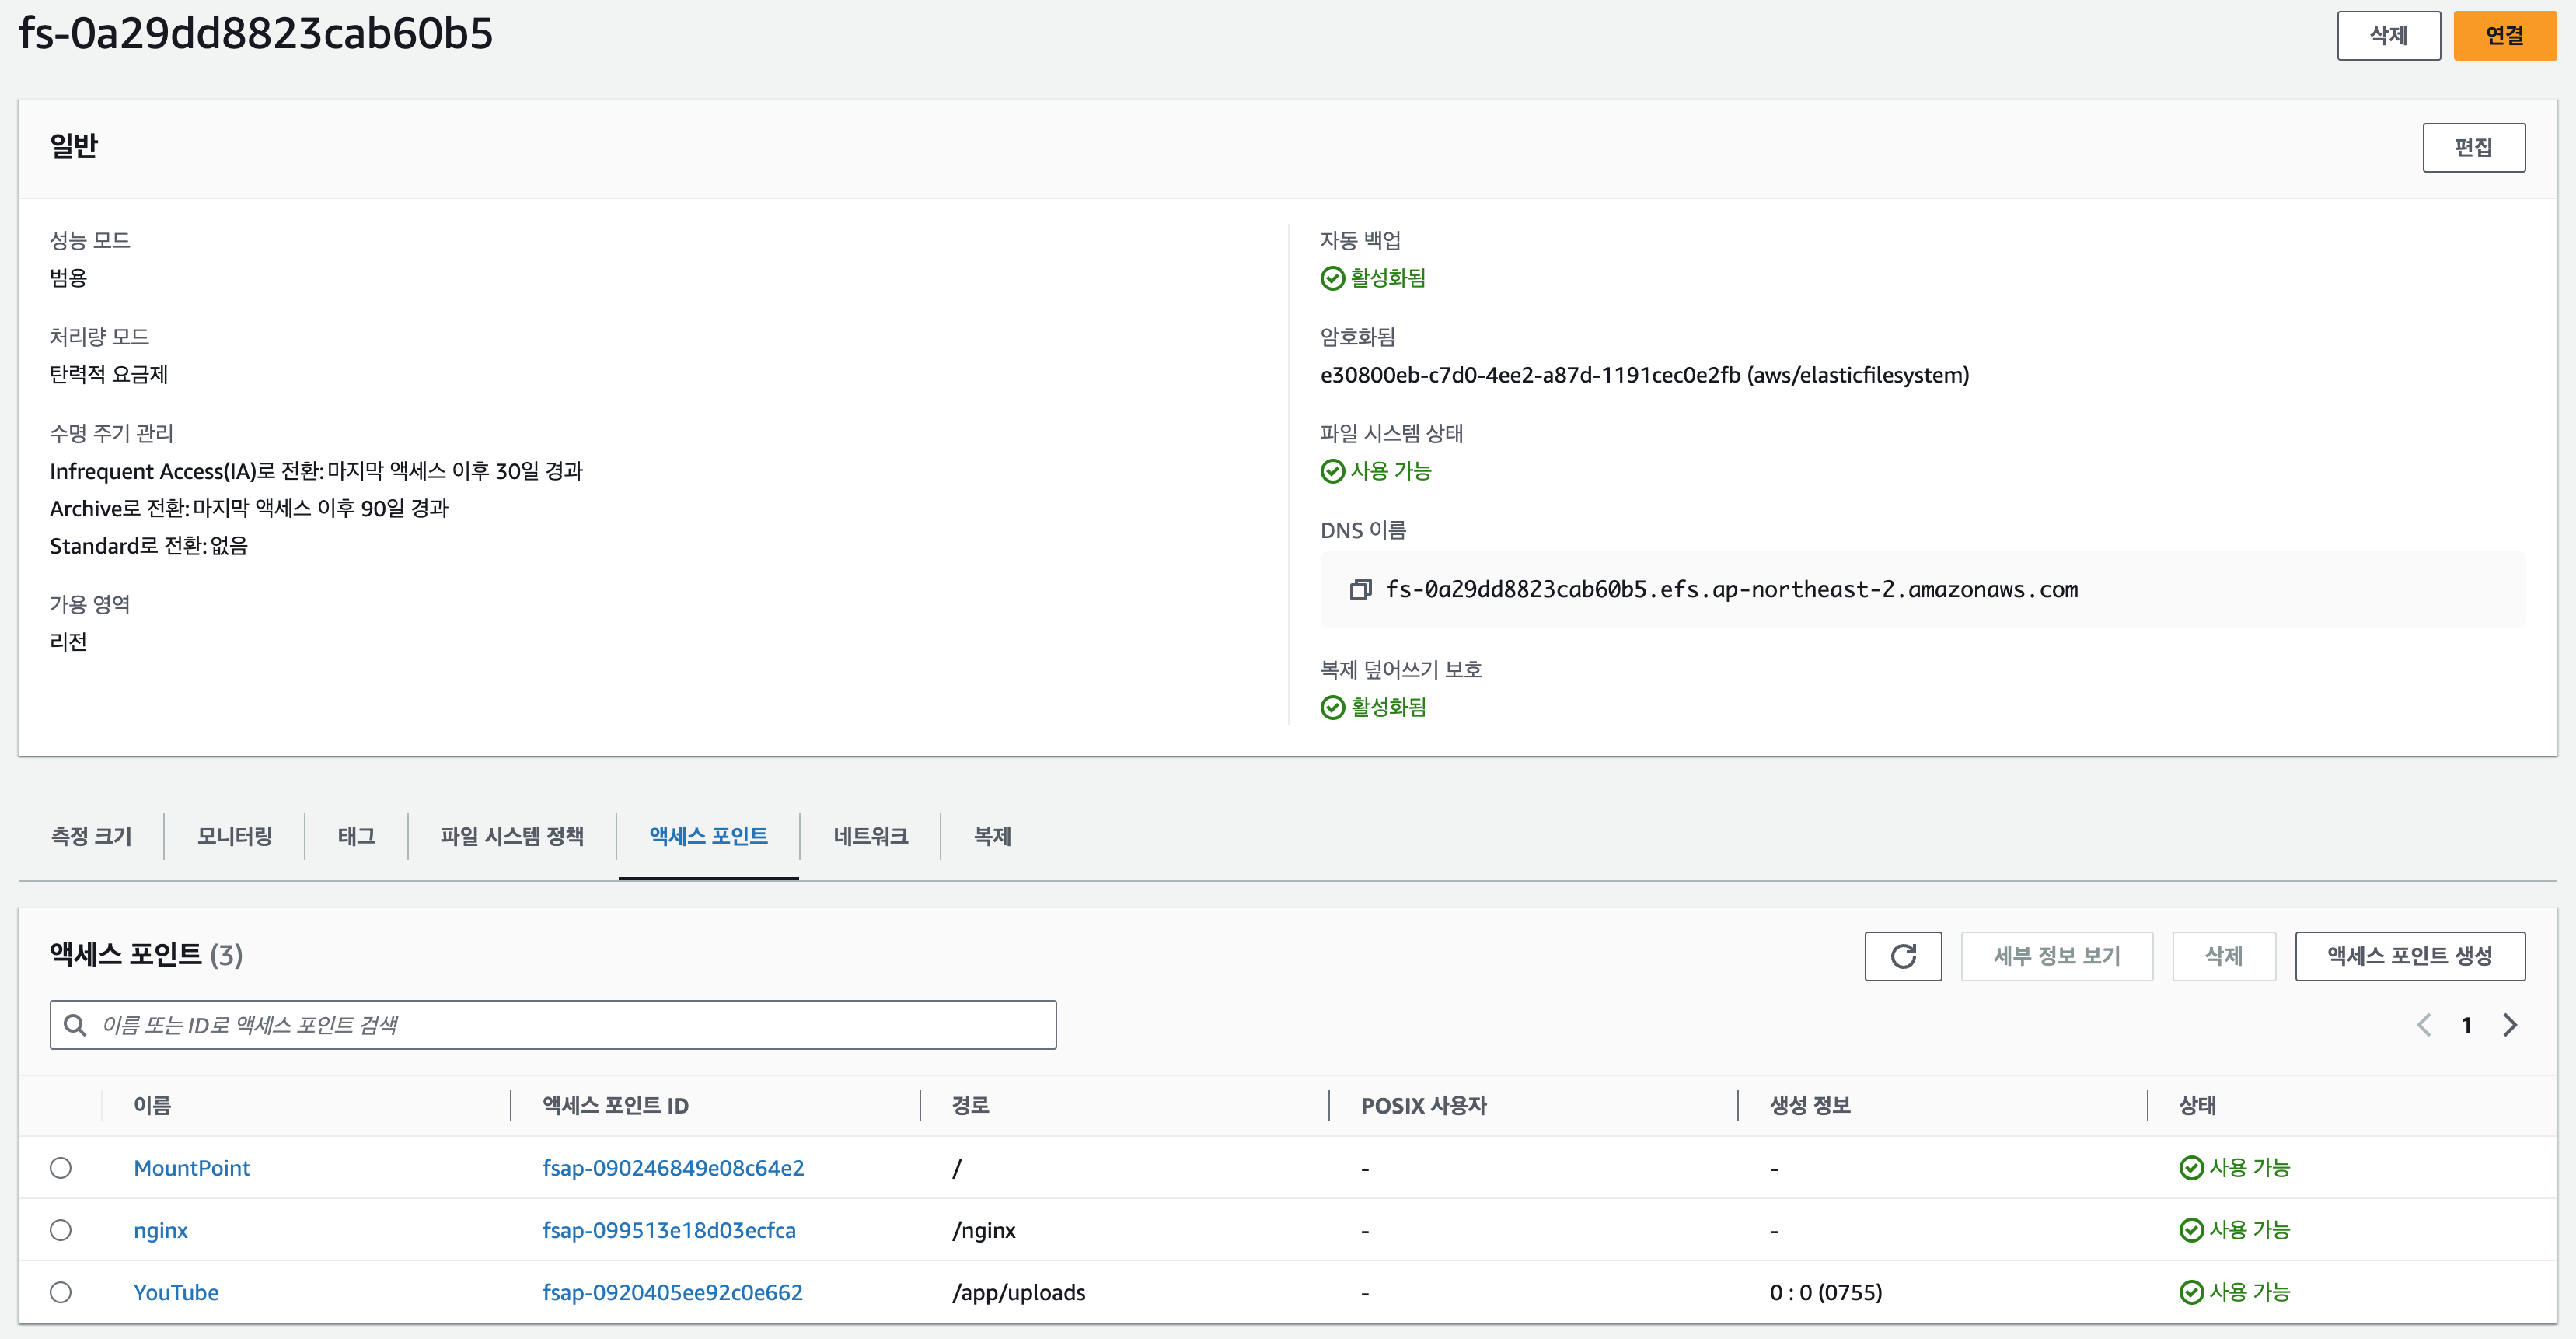 fs-0a29dd8823cab60b5
삭제
연결
일반
편집
성능 모드
범용
처리량 모드
탄력적 요금제
수명 주기 관리
Infrequent Access(IA)로 전환: 마지막 액세스 이후 30일 경과
Archive로 전환: 마지막 액세스 이후 90일 경과
Standard로 전환: 없음
가용 영역
리전
자동 백업
활성화됨
암호화됨
e30800eb-c7d0-4ee2-a87d-1191cec0e2fb (aws/elasticfilesystem)
파일 시스템 상태
사용 가능
DNS 이름
fs-0a29dd8823cab60b5.efs.ap-northeast-2.amazonaws.com
복제 덮어쓰기 보호
활성화됨
측정 크기
모니터링
태그
파일 시스템 정책
액세스 포인트
네트워크
복제
액세스 포인트 (3)
세부 정보 보기
삭제
액세스 포인트 생성
이름 또는 ID로 액세스 포인트 검색
1
이름 액세스 포인트 ID 경로 POSIX 사용자 생성 정보 상태
MountPoint fsap-090246849e08c64e2 / - - 사용 가능
nginx fsap-099513e18d03ecfca /nginx - - 사용 가능
YouTube fsap-0920405ee92c0e662 /app/uploads - 0 : 0 (0755) 사용 가능